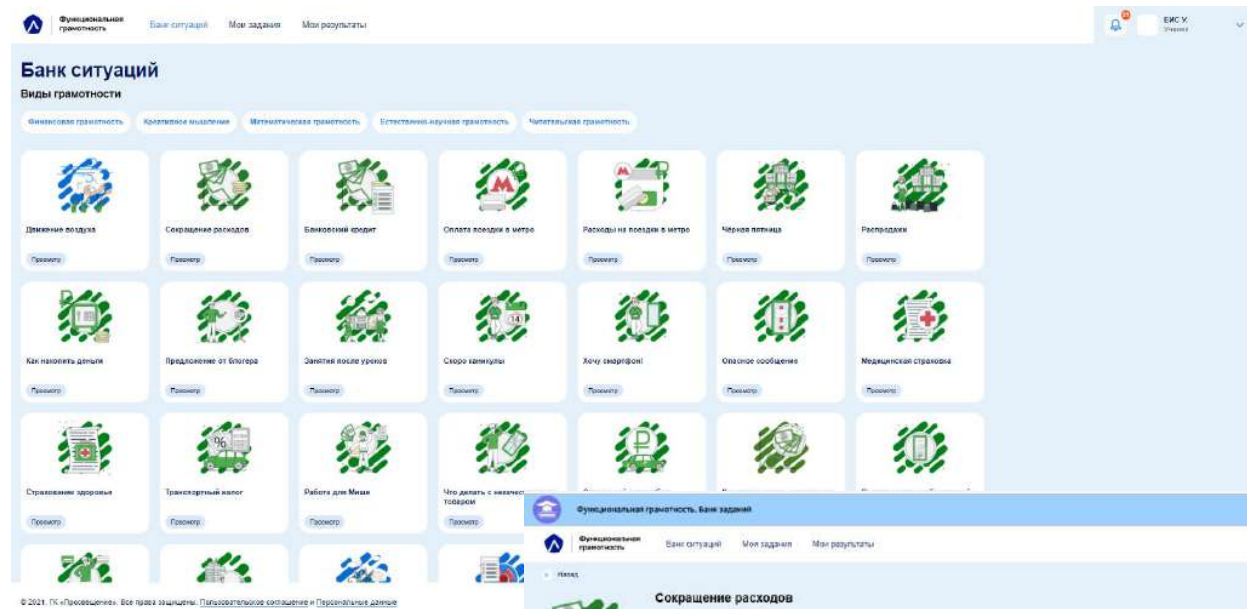 Функциональная
грамотность
Банк ситуаций Мои задания Мои результаты
ЕИС У.
Ученик
Банк ситуаций
Виды грамотности
Финансовая грамотность Креативное мышление Математическая грамотность Естественно-научная грамотность Читательская грамотность
Движение воздуха Сокращение расходов Банковский кредит Оплата поездки в метро Расходы на поездки в метро Чёрная пятница Распродажи
Просмотр Просмотр Просмотр Просмотр Просмотр Просмотр Просмотр
Как накопить деньги Предложение от блогера Занятия после уроков Скоро каникулы Хочу смартфон! Опасное сообщение Медицинская страховка
Просмотр Просмотр Просмотр Просмотр Просмотр Просмотр Просмотр
Страхование здоровья Транспортный налог Работа для Миши Что делать с
товаром
Просмотр Просмотр Просмотр Просмотр
© 2021. ГК «Просвещение». Все права защищены. Пользовательское соглашение и Персональные данные
Функциональная грамотность. Банк заданий
Функциональная
грамотность
Банк ситуаций Мои задания Мои результаты
Назад
Сокращение расходов